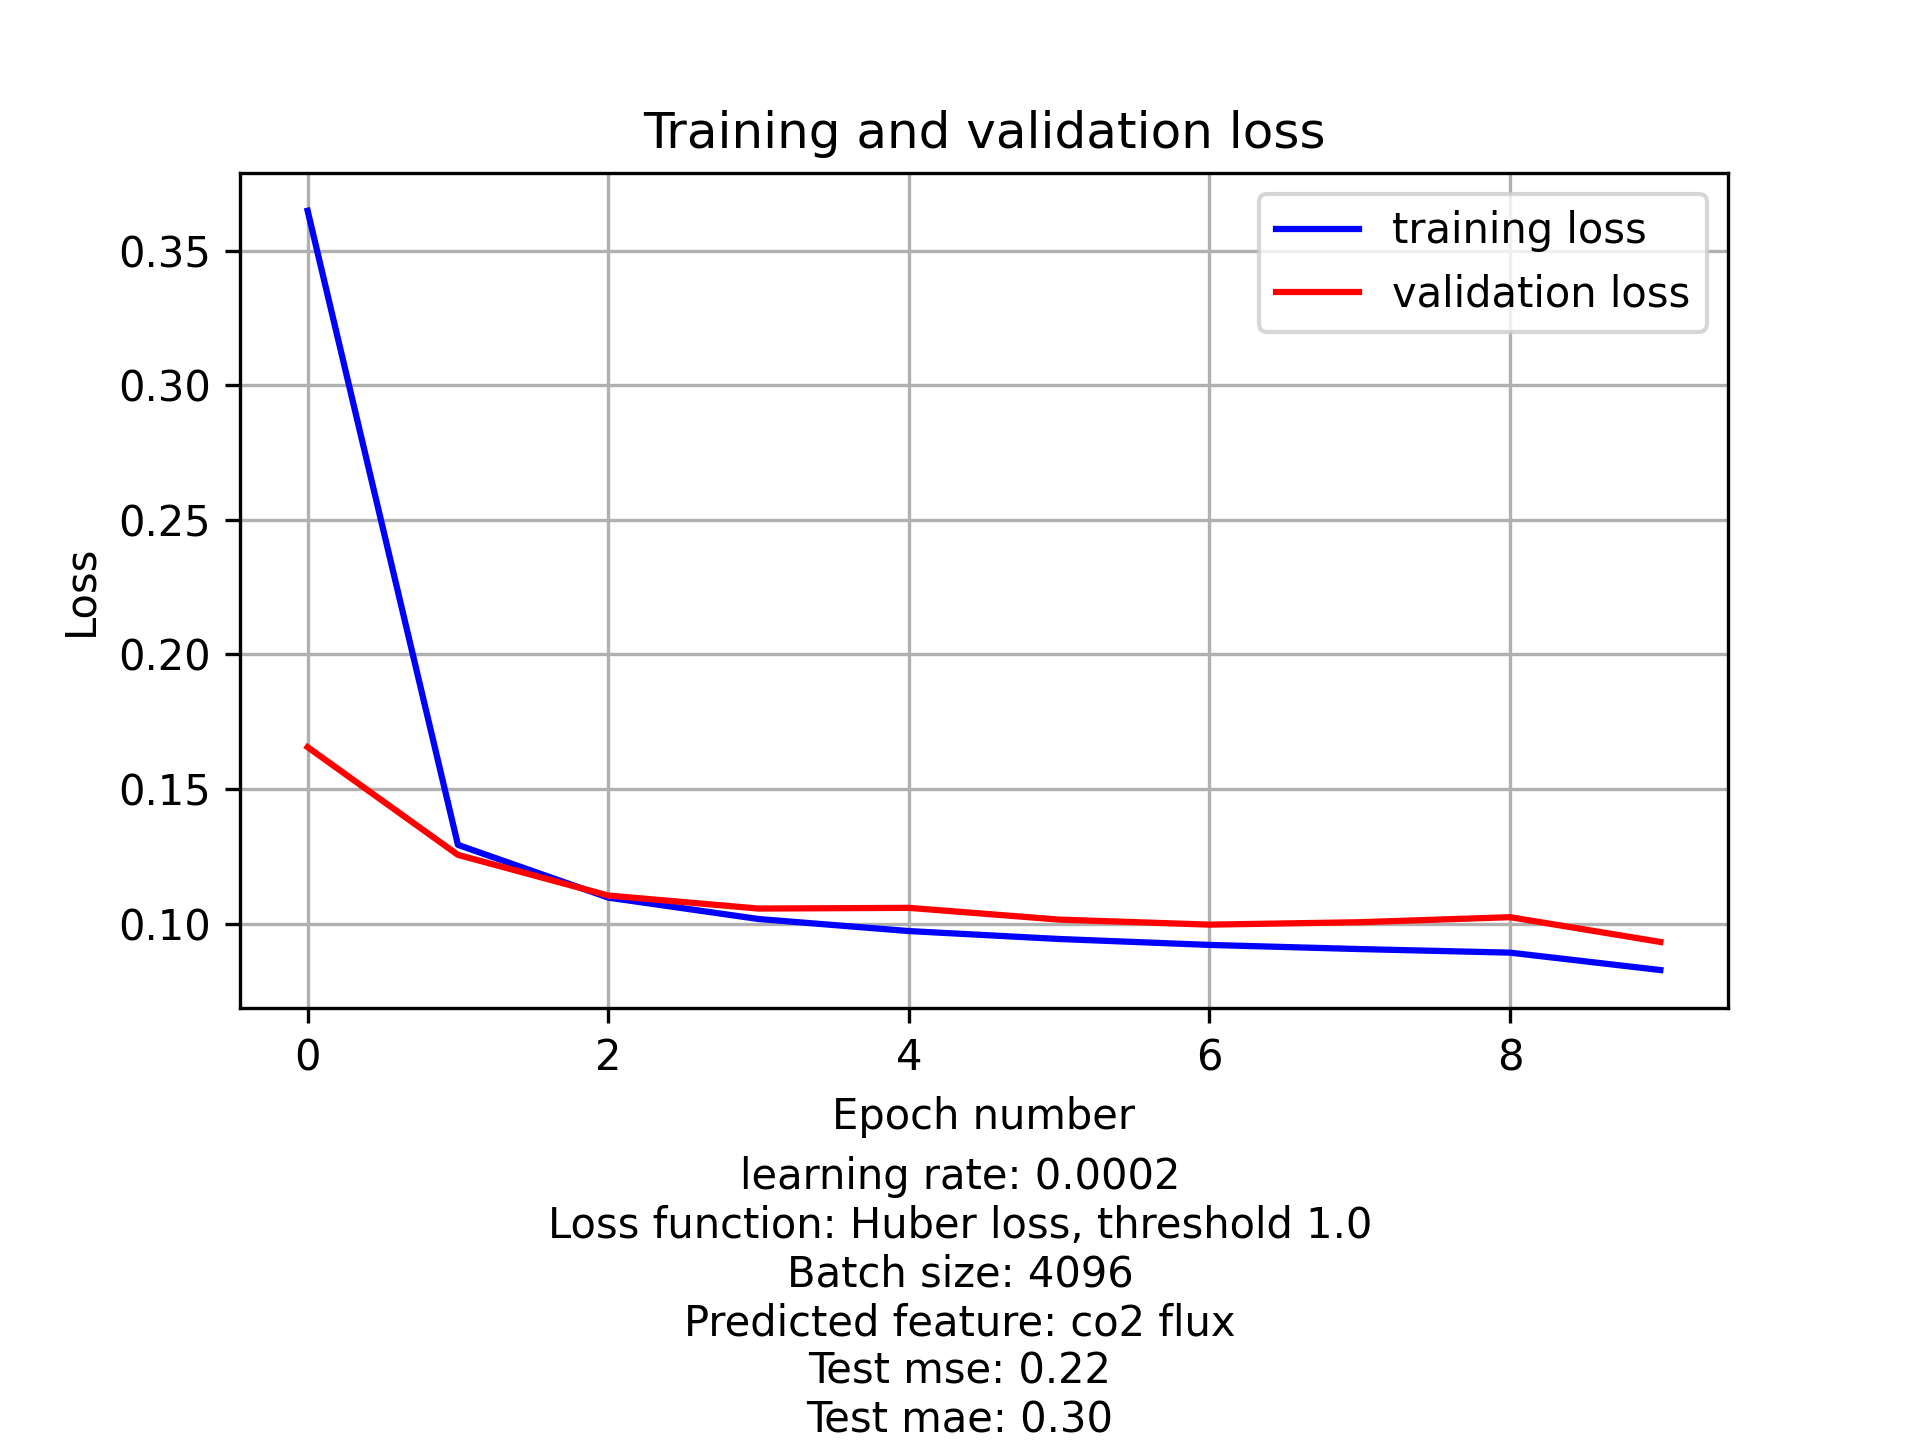 Training and validation loss
training loss
validation loss
Loss
0.35
0.30
0.25
0.20
0.15
0.10
0 2 4 6 8
Epoch number
learning rate: 0.0002
Loss function: Huber loss, threshold 1.0
Batch size: 4096
Predicted feature: co2 flux
Test mse: 0.22
Test mae: 0.30